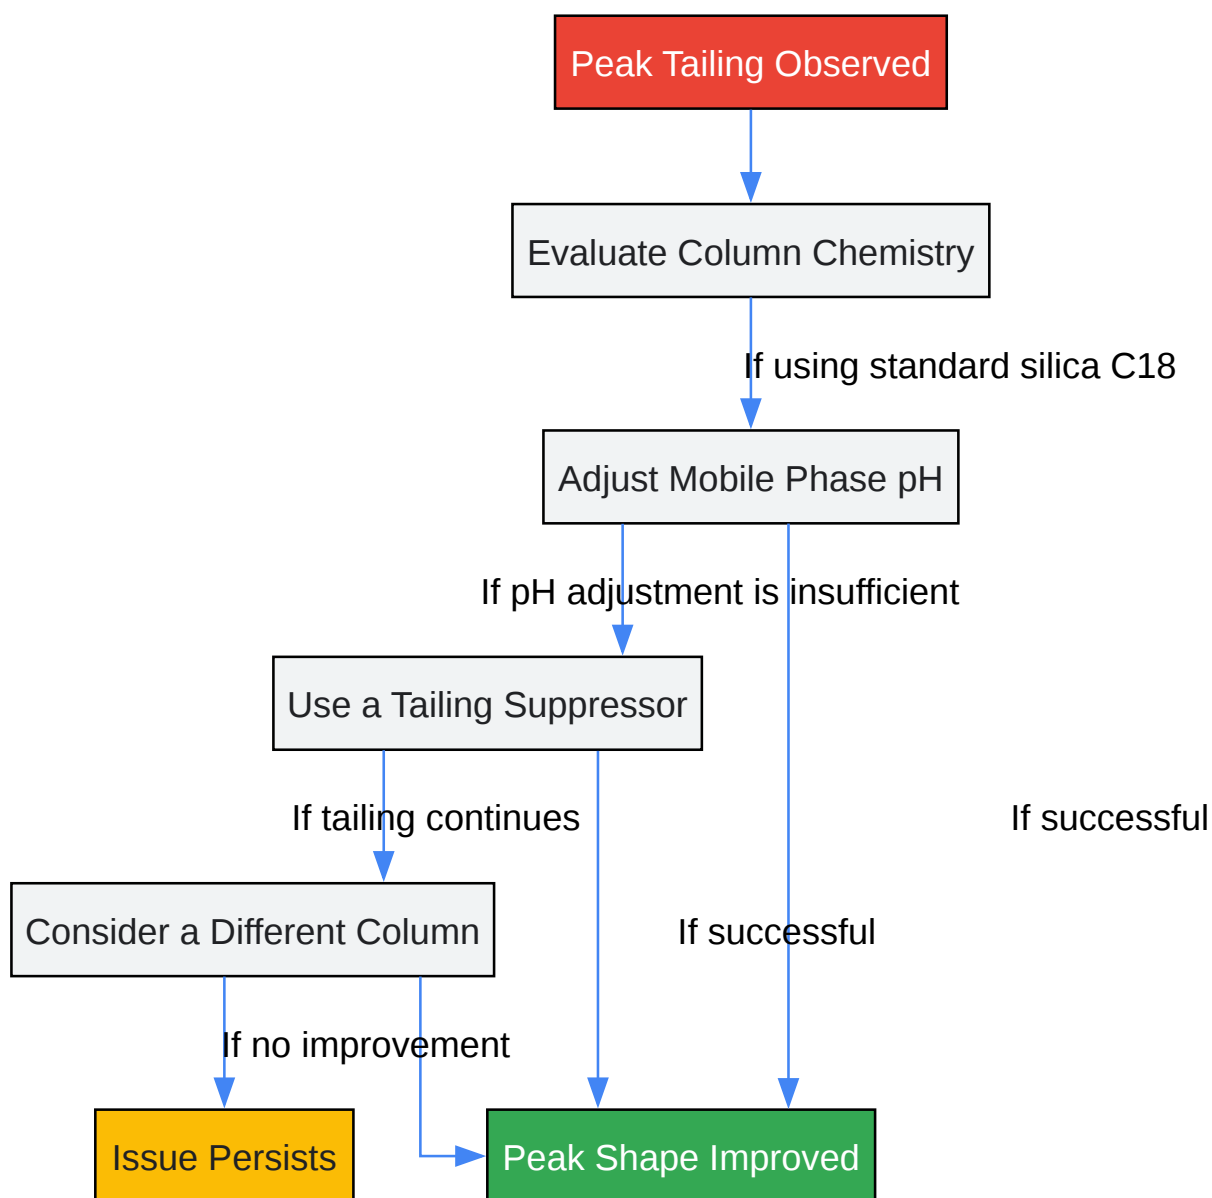 Peak Tailing Observed
Evaluate Column Chemistry
If using standard silica C18
Adjust Mobile Phase pH
If pH adjustment is insufficient
Use a Tailing Suppressor
If tailing continues
If successful
Consider a Different Column
If successful
If no improvement
Issue Persists
Peak Shape Improved